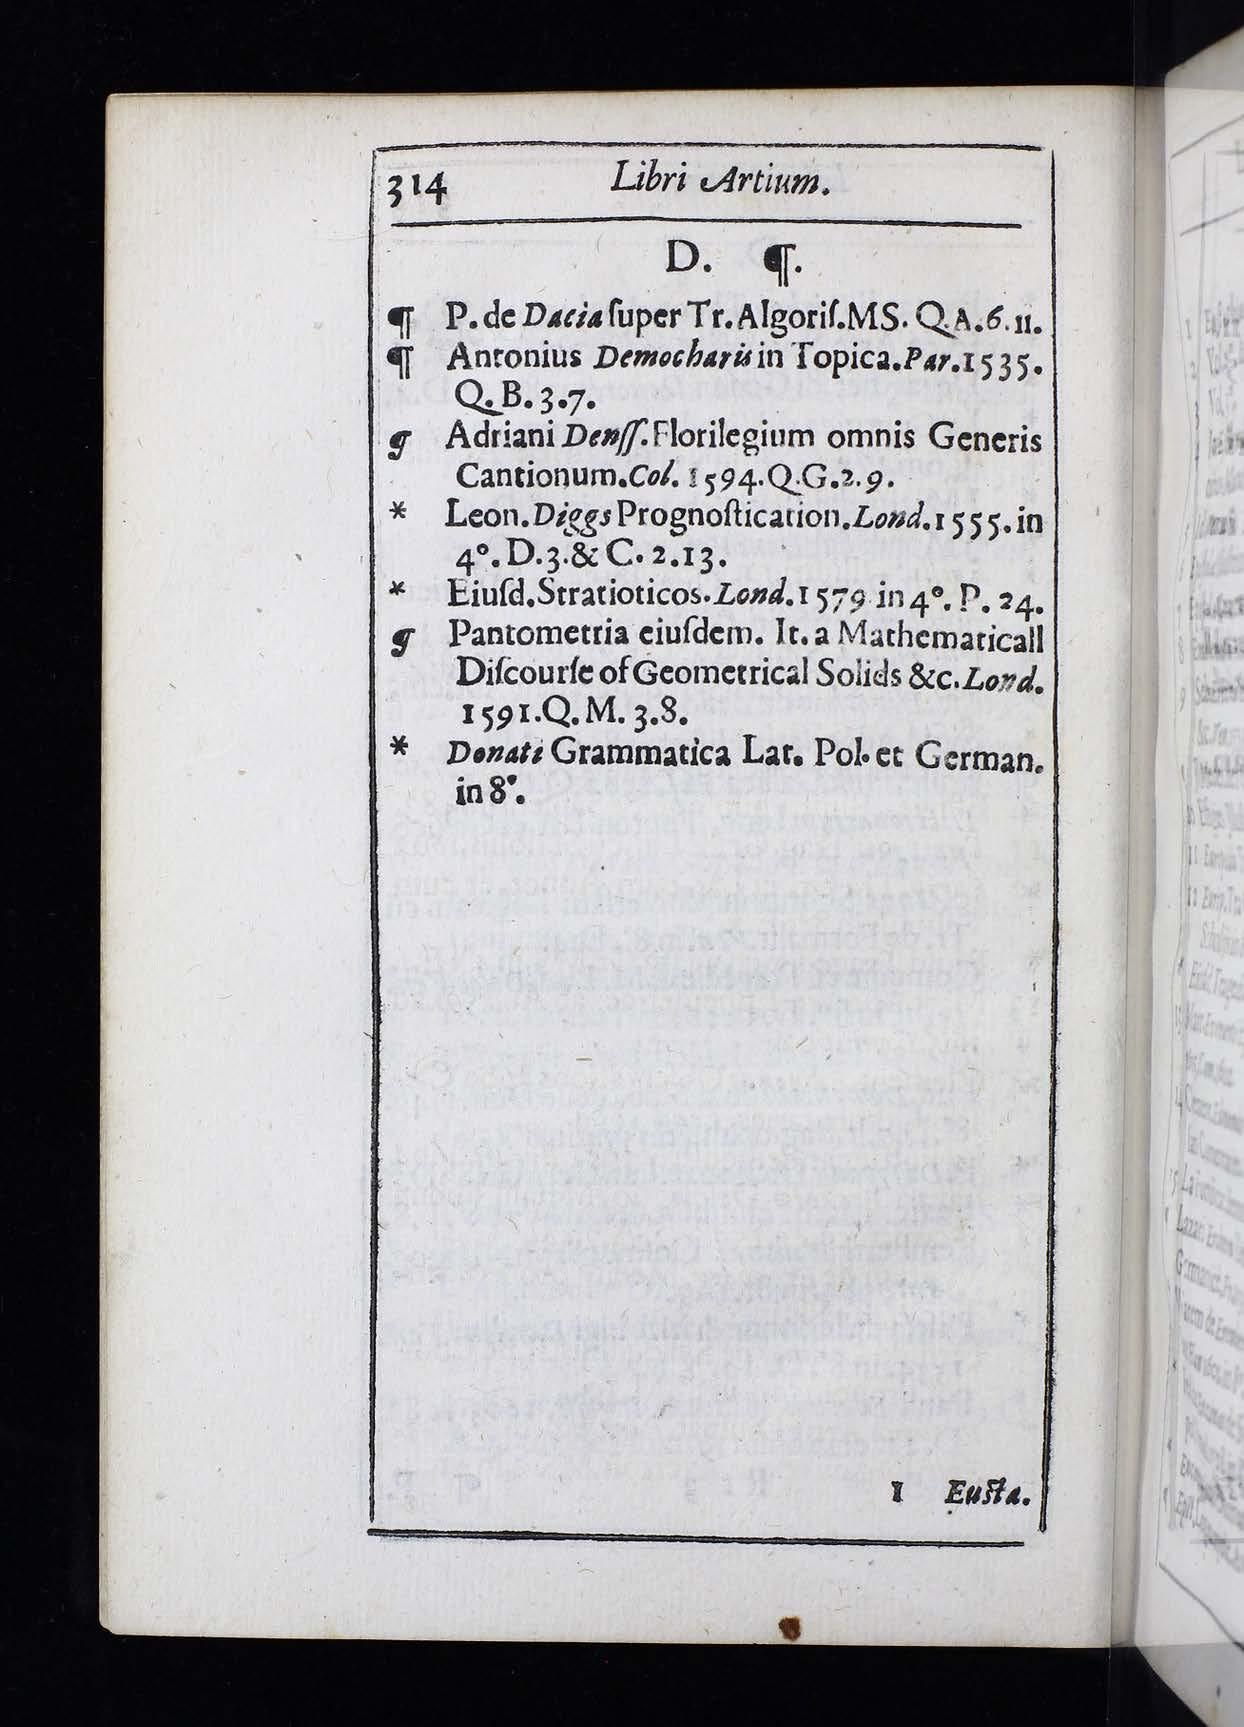 314 Libri Artium.
D. ¶.
¶ P. de Dacia ſuper Tr. Algoriſ. MS. Q. A. 6. 11.
¶ Antonius Democharis in Topica. Par. 1535.
Q. B. 3. 7.
g Adriani Denſſ. Florilegium omnis Generis
Cantionum. Col. 1594. Q. G. 2. 9.
* Leon. Diggs Prognoſtication. Lond. 1555. in
4°. D. 3. & C. 2. 13.
* Eiuſd. Stratioticos. Lond. 1579 in 4°. P. 24.
g Pantometria eiuſdem. It. a Mathematicall
Diſcourſe of Geometrical Solids &c. Lond.
1591. Q. M. 3. 8.
* Donati Grammatica Lat. Pol. et German.
in 8°.
1 Euſta.